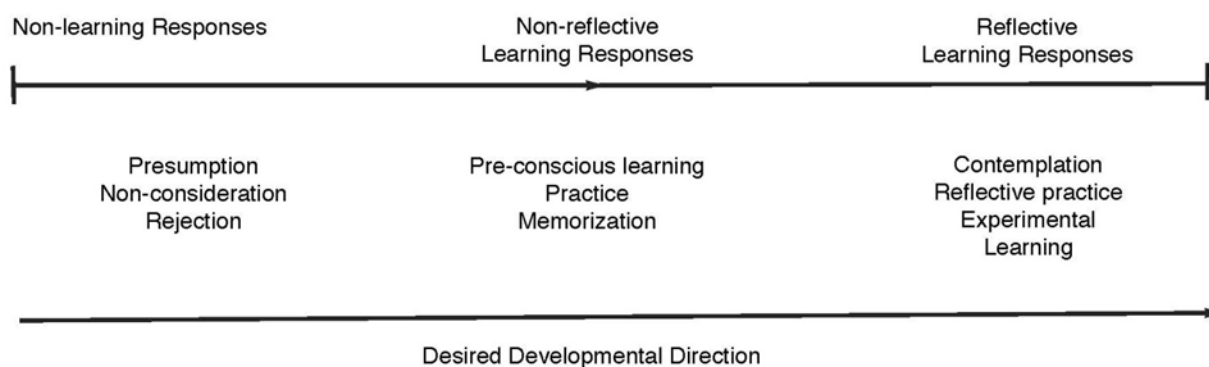 Non-learning Responses
Non-reflective
Learning Responses
Reflective
Learning Responses
Presumption
Non-consideration
Rejection
Pre-conscious learning
Practice
Memorization
Contemplation
Reflective practice
Experimental
Learning
Desired Developmental Direction